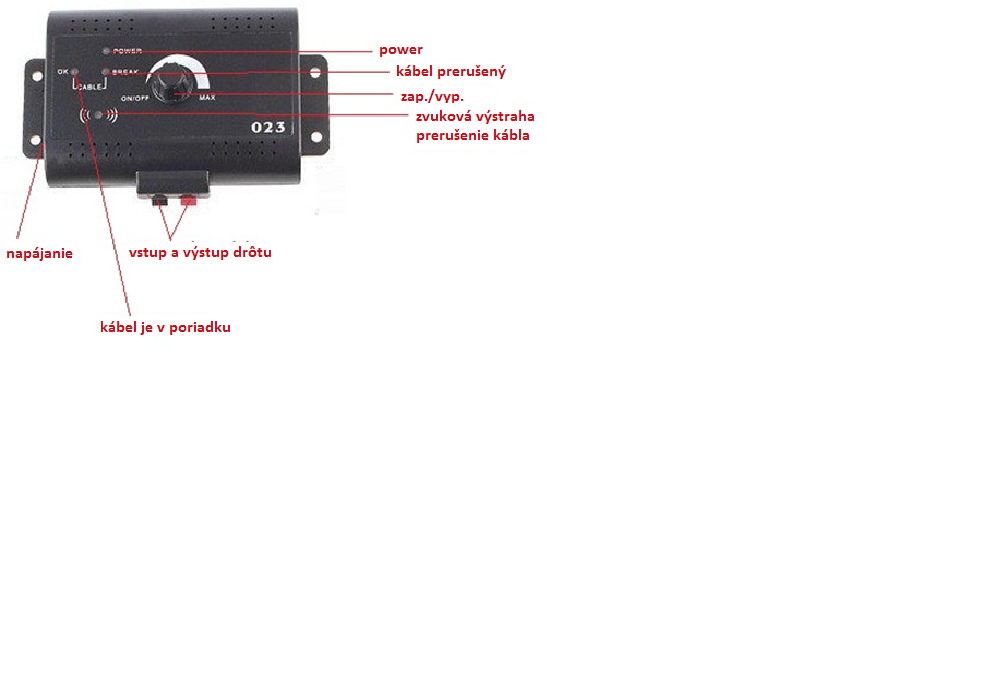 POWER
power
OK
BREAK
kábel prerušený
CABLE
ON/OFF
MAX
zap./vyp.
zvuková výstraha
prerušenie kábla
023
napájanie
vstup a výstup drôtu
kábel je v poriadku